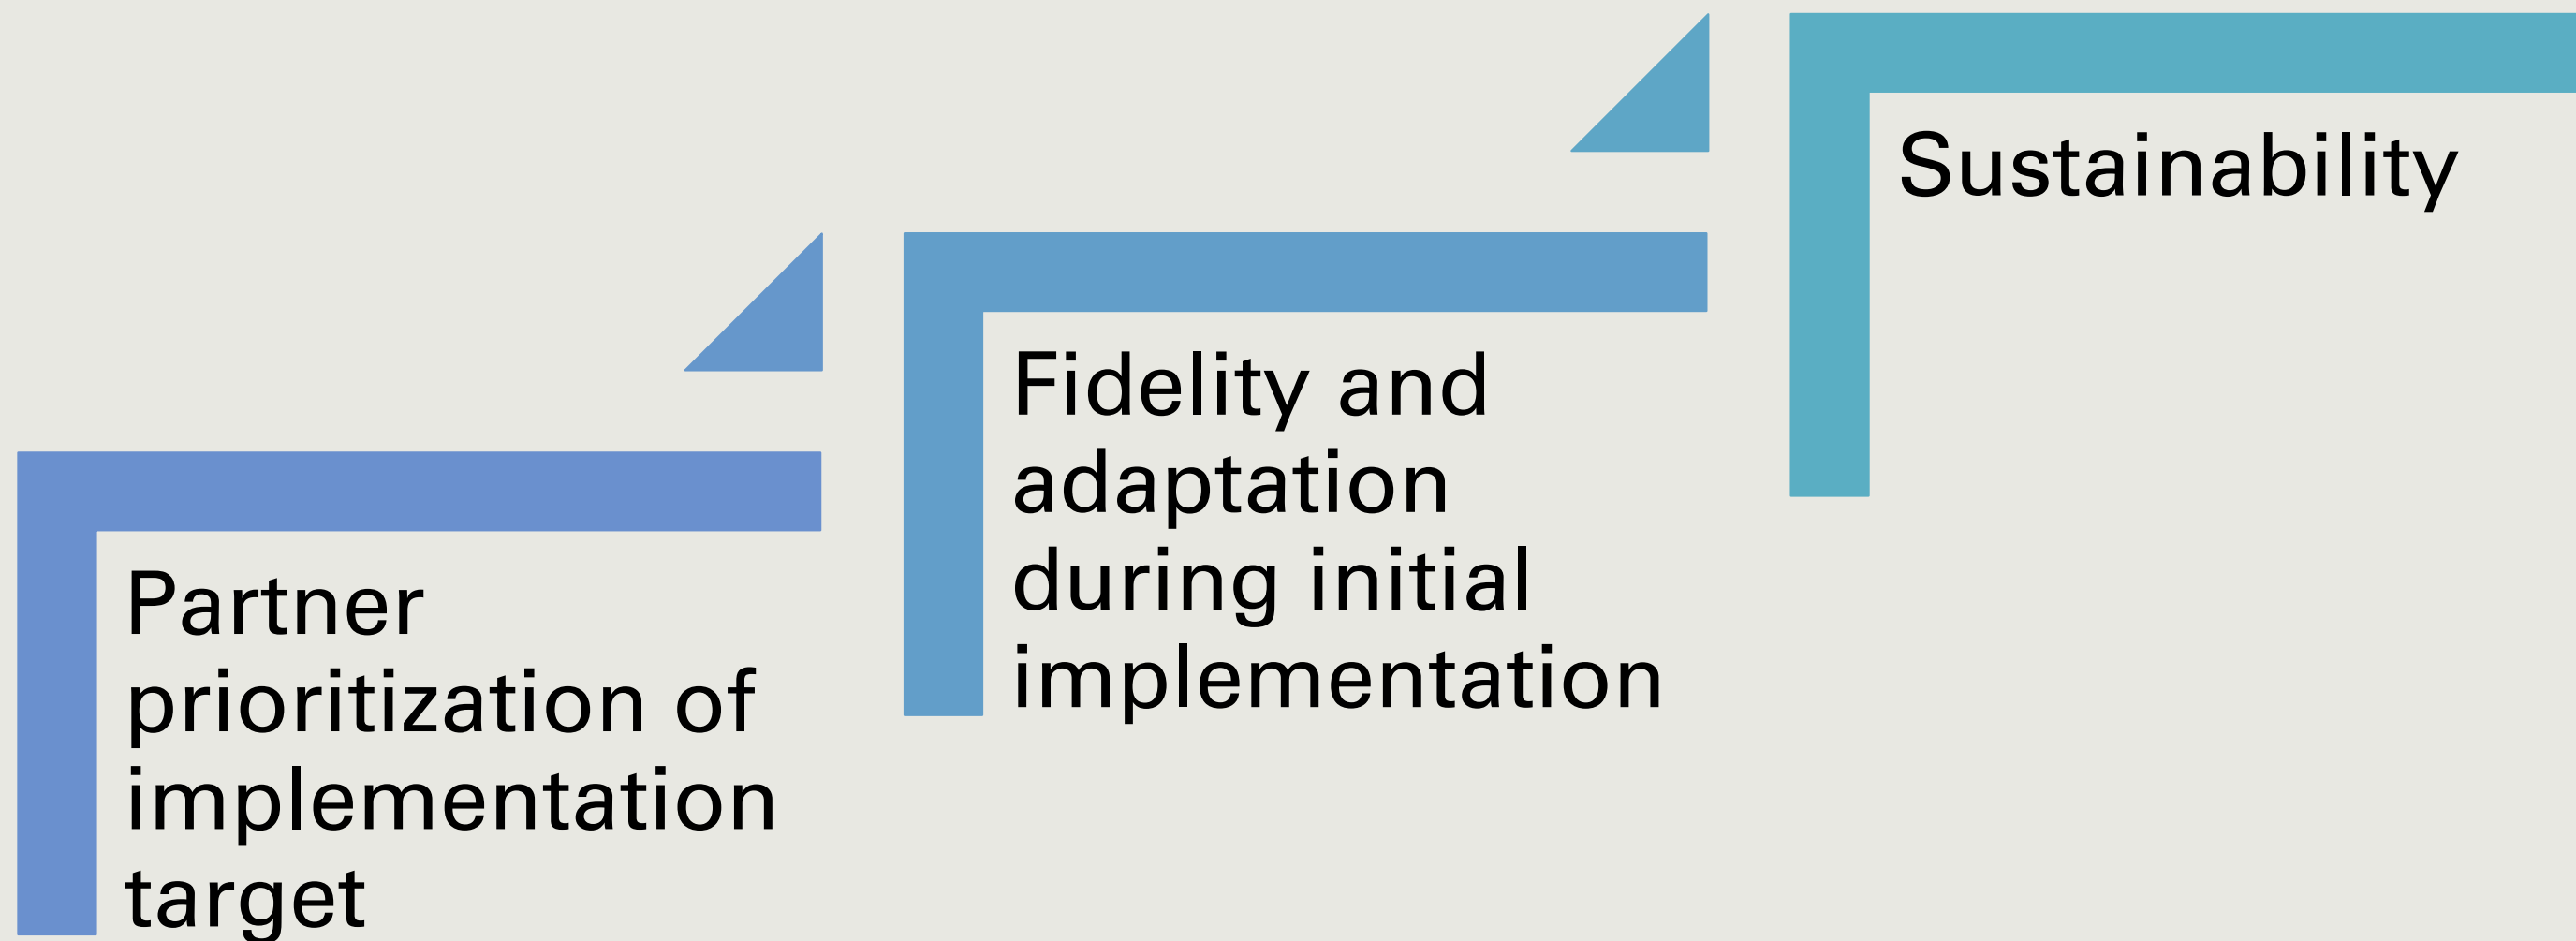 Partner
prioritization of
implementation
target
Fidelity and
adaptation
during initial
implementation
Sustainability